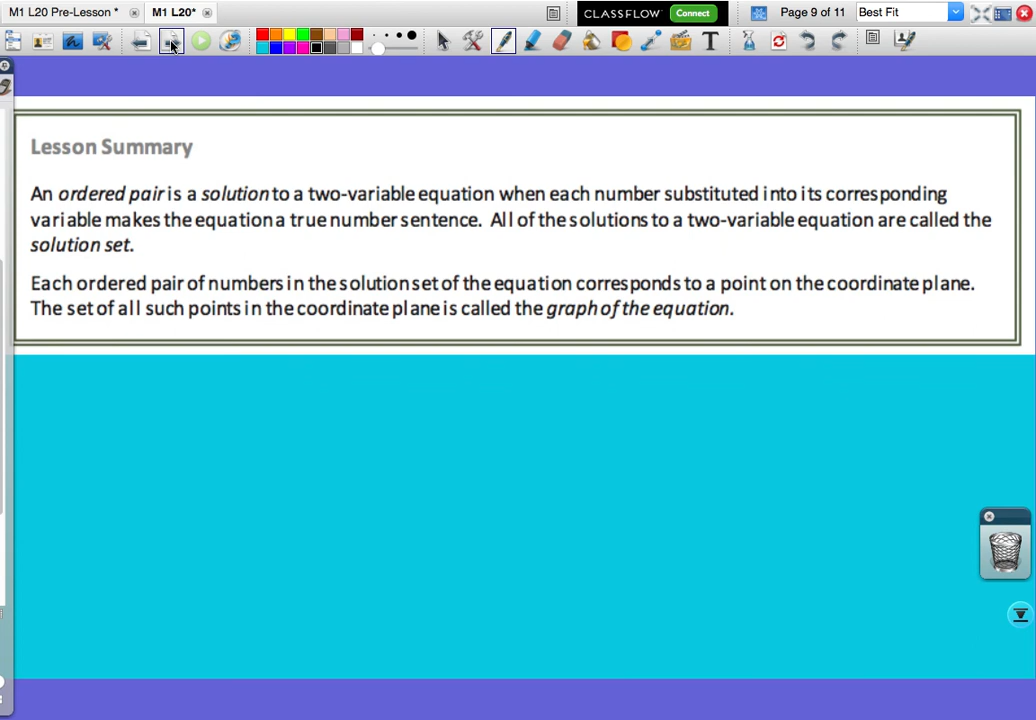 M1 L20 Pre-Lesson *
M1 L20*
CLASSFLOW
Connect
Page 9 of 11
Best Fit
T
Lesson Summary
An ordered pair is a solution to a two-variable equation when each number substituted into its corresponding
variable makes the equation a true number sentence. All of the solutions to a two-variable equation are called the
solution set.
Each ordered pair of numbers in the solution set of the equation corresponds to a point on the coordinate plane.
The set of all such points in the coordinate plane is called the graph of the equation.